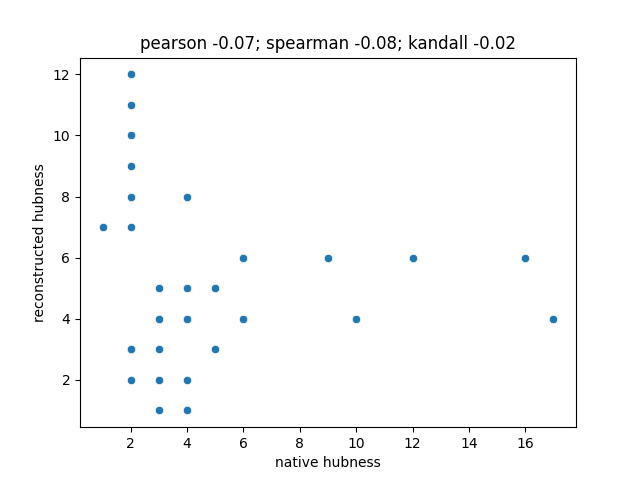 pearson -0.07; spearman -0.08; kandall -0.02
12
10
8
6
4
2
reconstructed hubness
2 4 6 8 10 12 14 16
native hubness